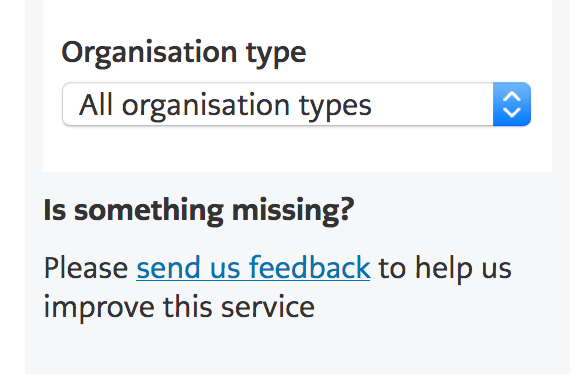 Organisation type
All organisation types
Is something missing?
Please send us feedback to help us
improve this service